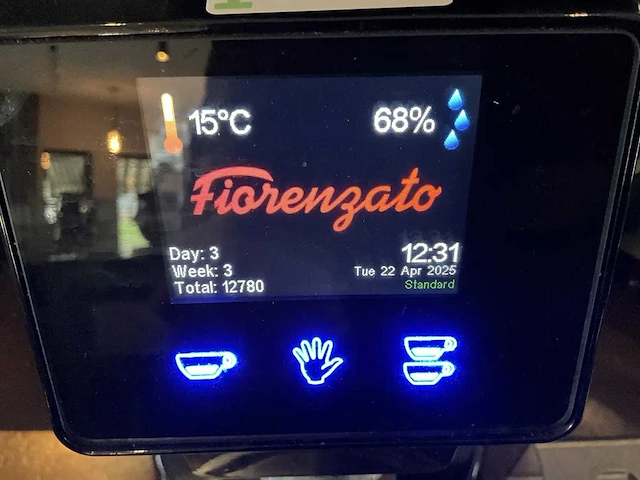 15°C 68%
Fiorenzato
Day: 3
Week: 3
Total: 12780
12:31
Tue 22 Apr 2025
Standard